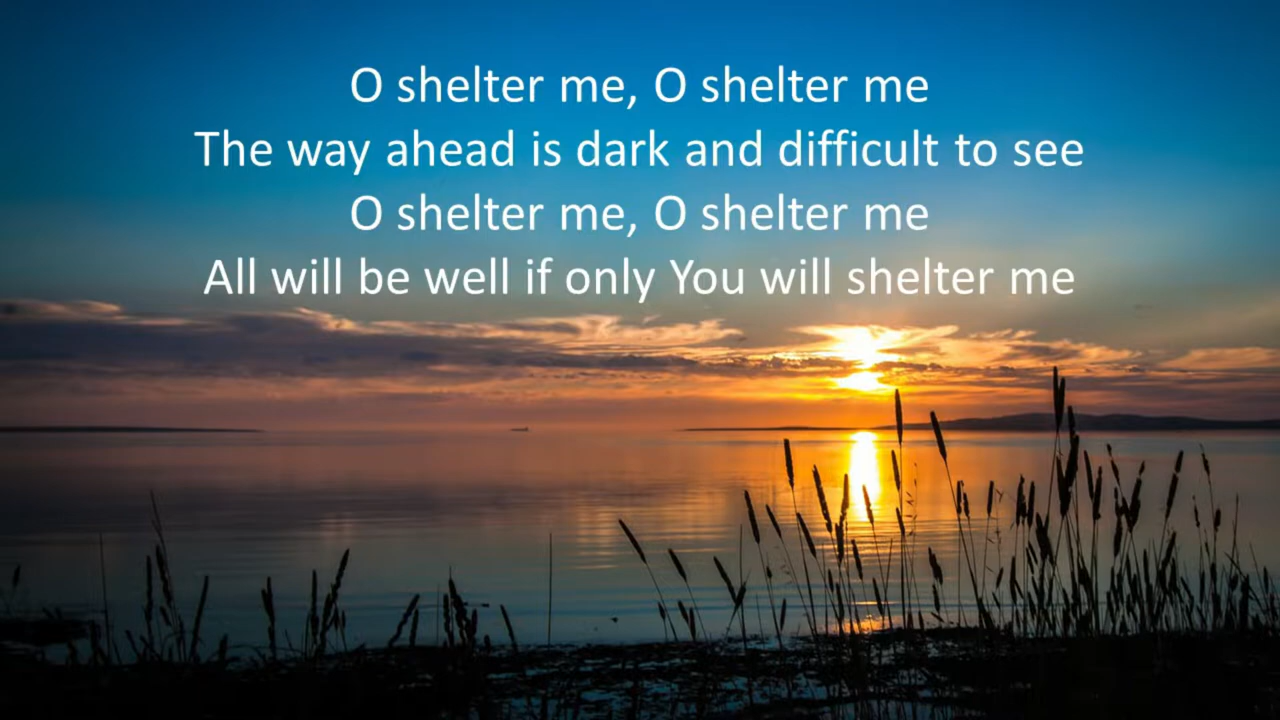 O shelter me, O shelter me
The way ahead is dark and difficult to see
O shelter me, O shelter me
All will be well if only You will shelter me